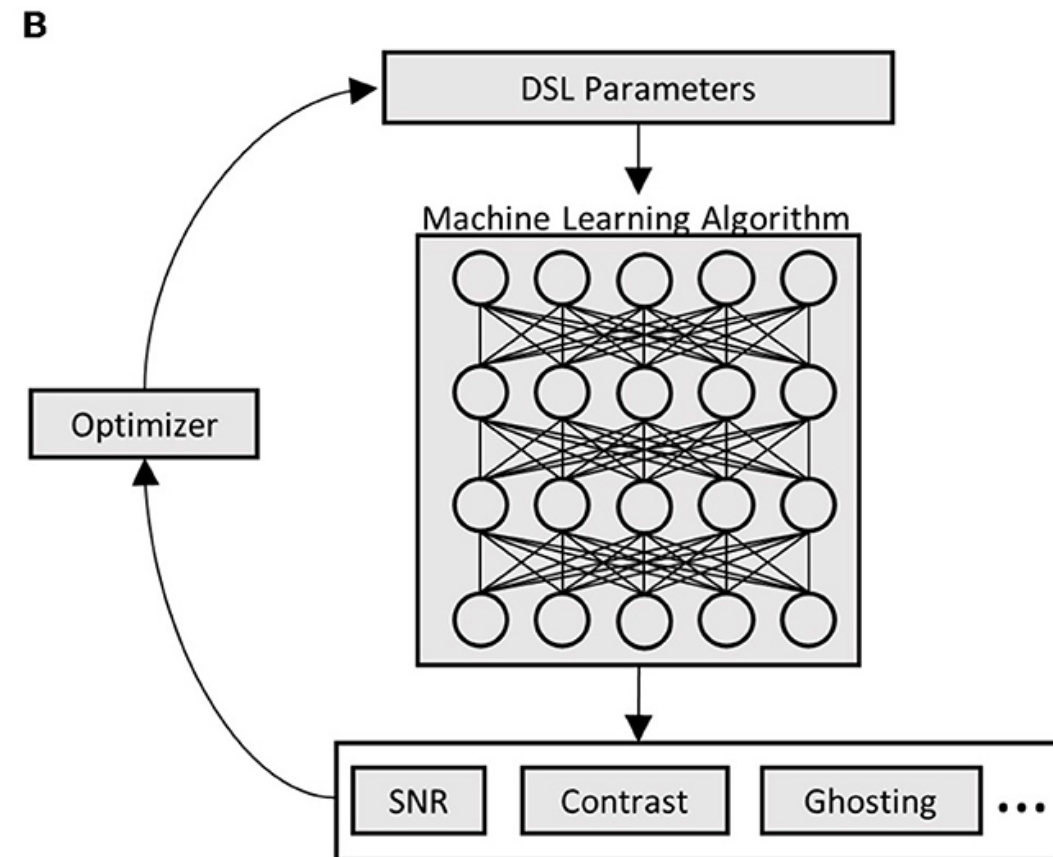 B
DSL Parameters
Machine Learning Algorithm
Optimizer
SNR Contrast Ghosting ...